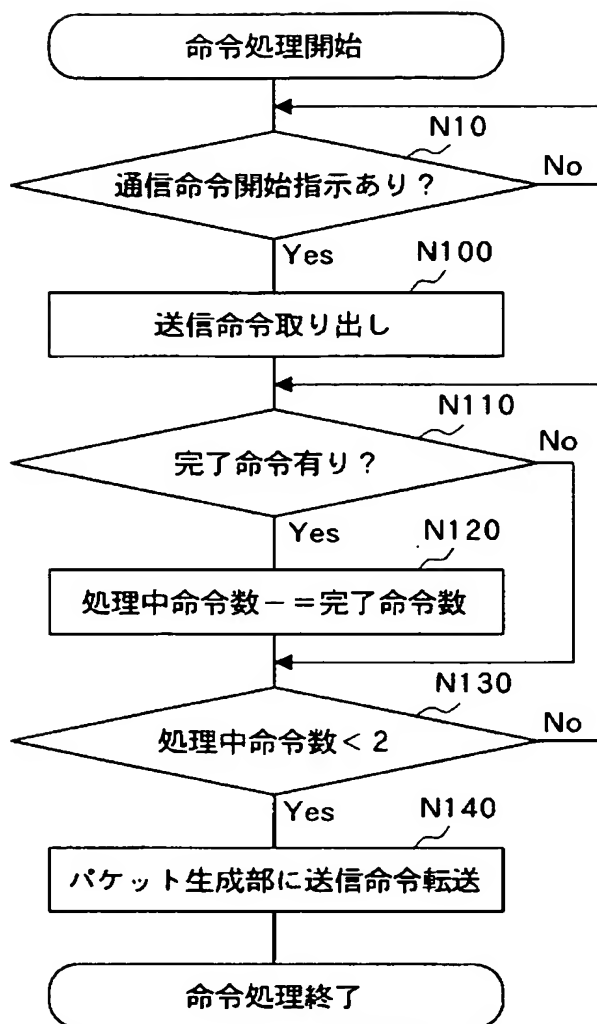 命令処理開始
N10
通信命令開始指示あり？
No
Yes
N100
送信命令取り出し
N110
完了命令有り？
No
Yes
N120
処理中命令数－＝完了命令数
N130
処理中命令数＜２
No
Yes
N140
パケット生成部に送信命令転送
命令処理終了